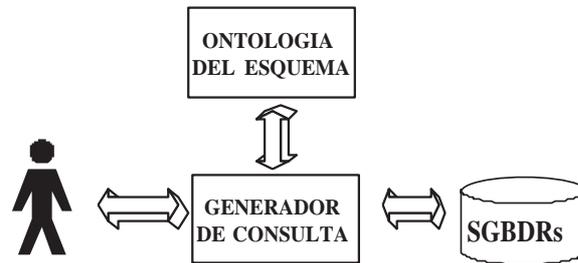 ONTOLOGIA
DEL ESQUEMA
GENERADOR
DE CONSULTA
SGBDRs